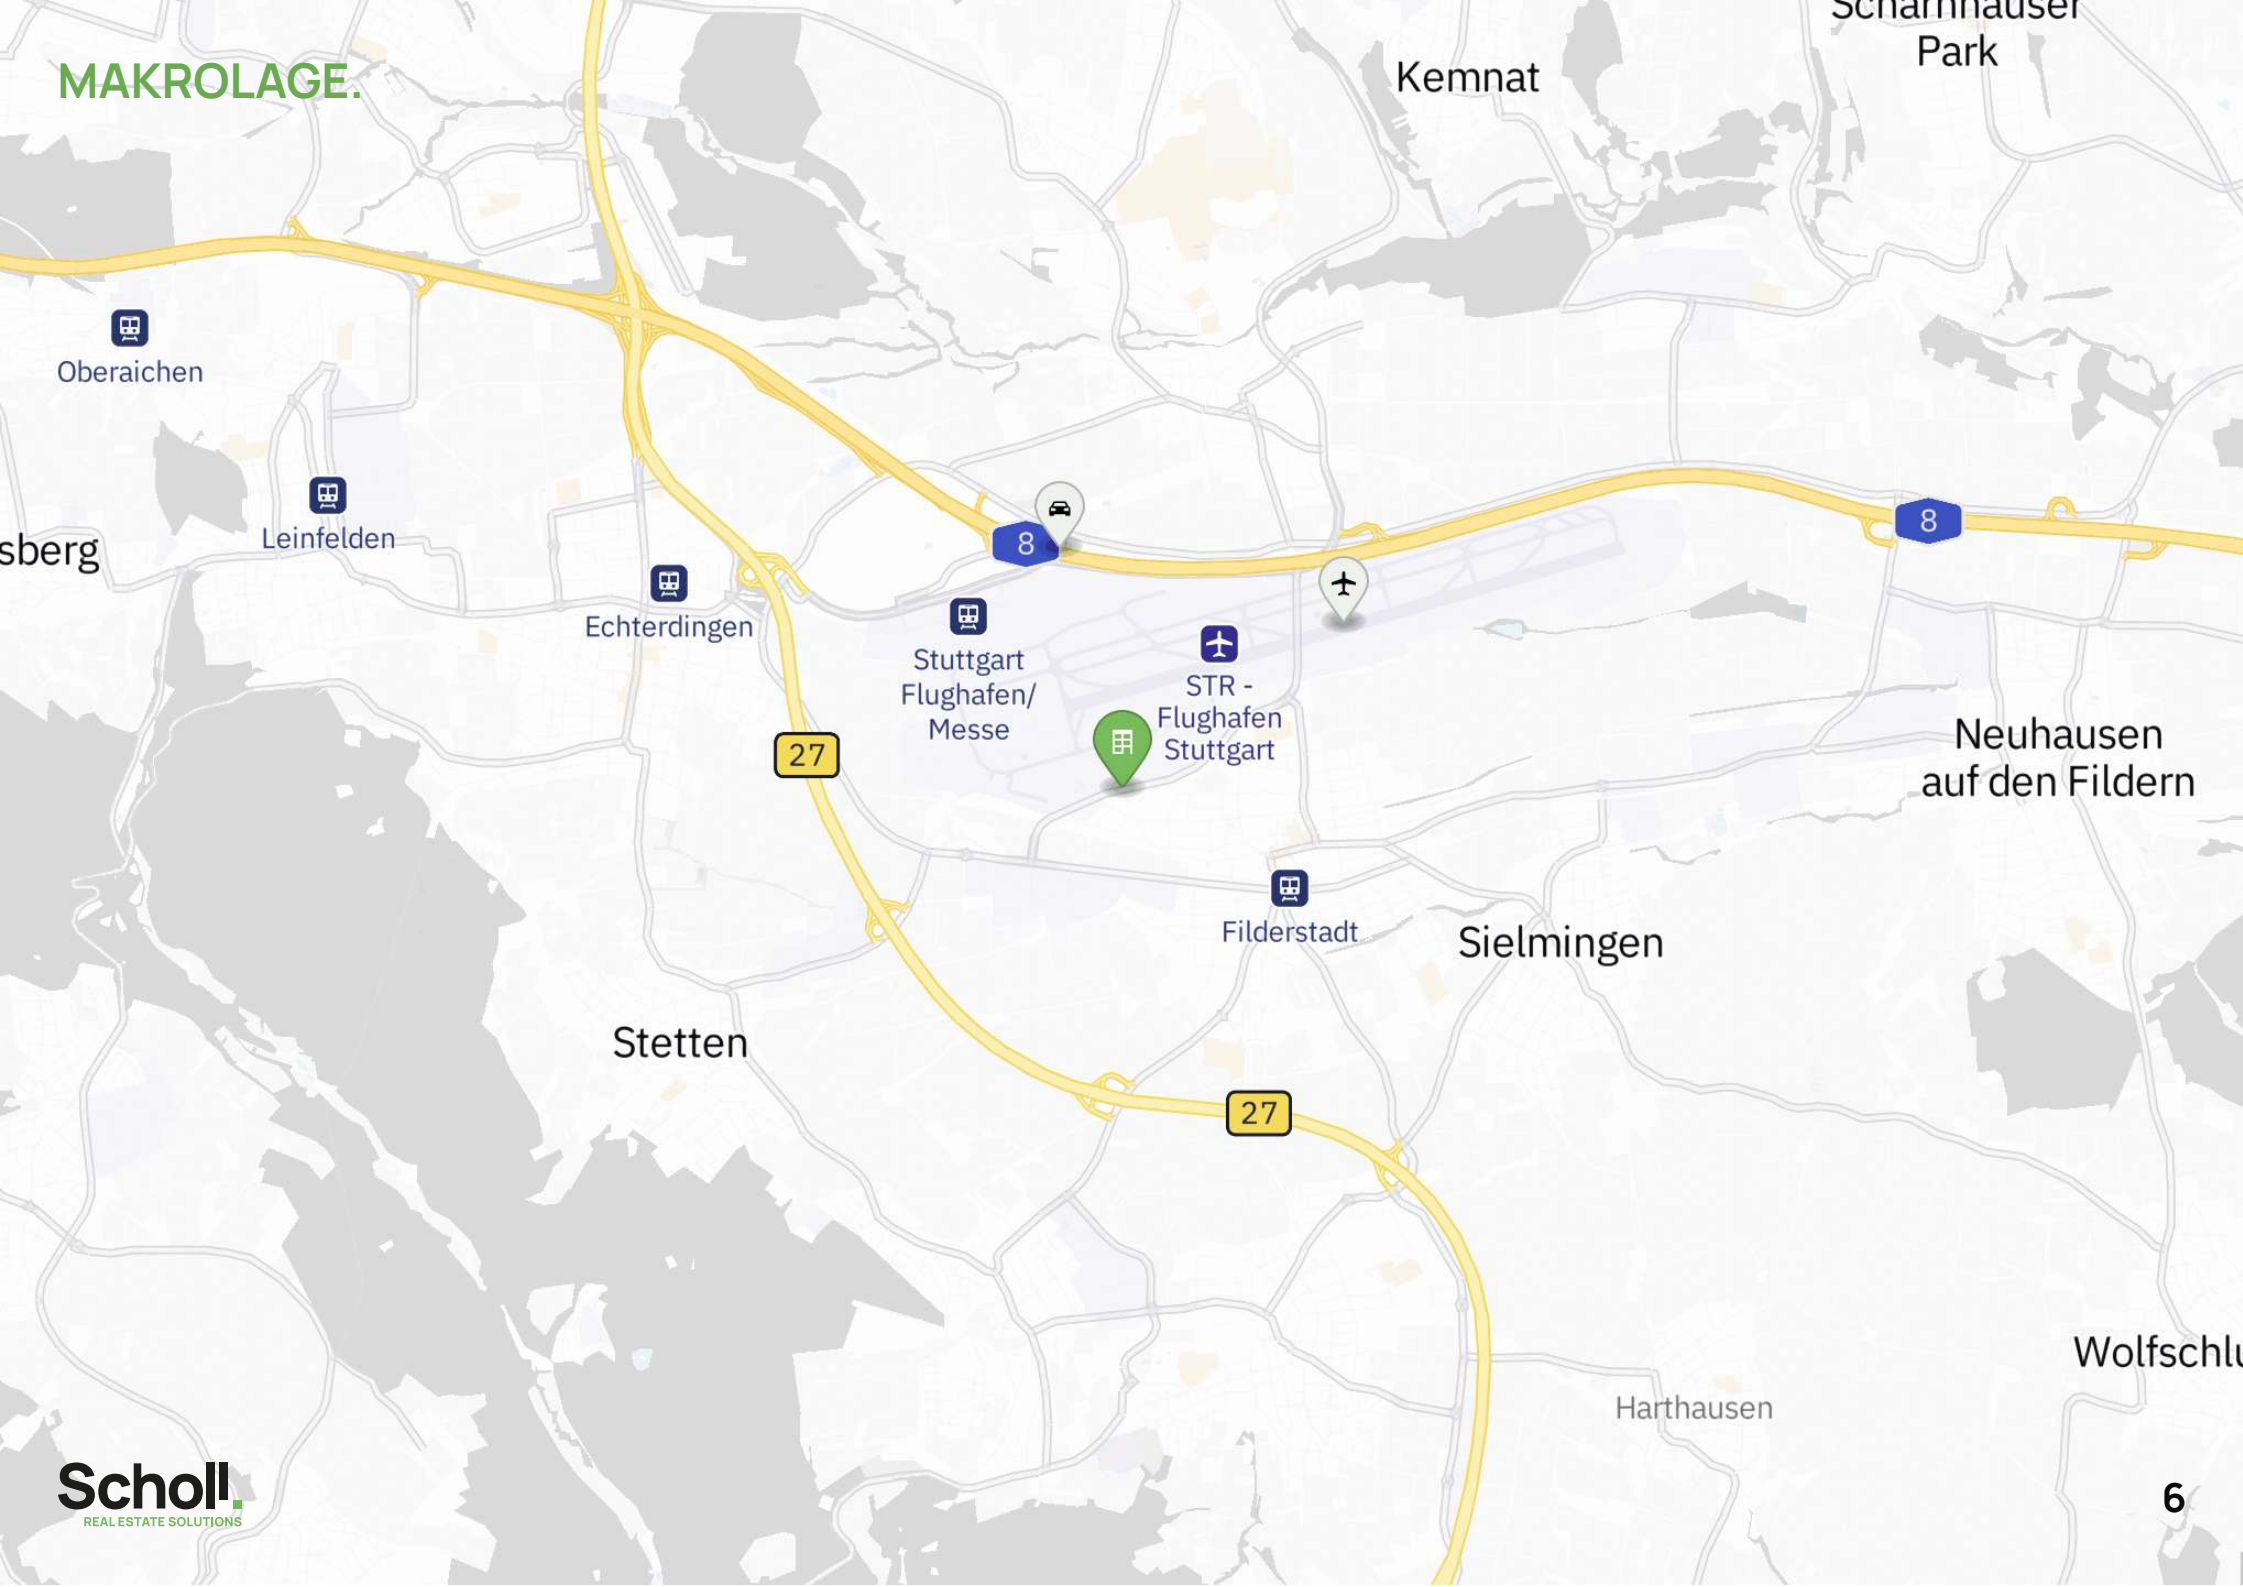 MAKROLAGE.
Park
Kemnat
Oberaichen
Leinfelden
sberg
8
8
Echterdingen
Stuttgart
Flughafen/
Messe
STR -
Flughafen
Stuttgart
27
Neuhausen
auf den Fildern
Filderstadt
Sielmingen
Stetten
27
Wolfschlu
Harthausen
Scholl.
REAL ESTATE SOLUTIONS
6